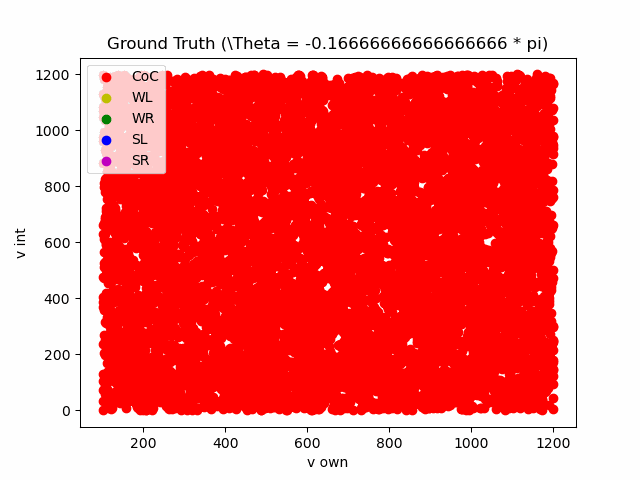 Ground Truth (\Theta = -0.16666666666666666 * pi)
CoC
WL
WR
SL
SR
1200
1000
800
600
400
200
0
v int
200 400 600 800 1000 1200
v own